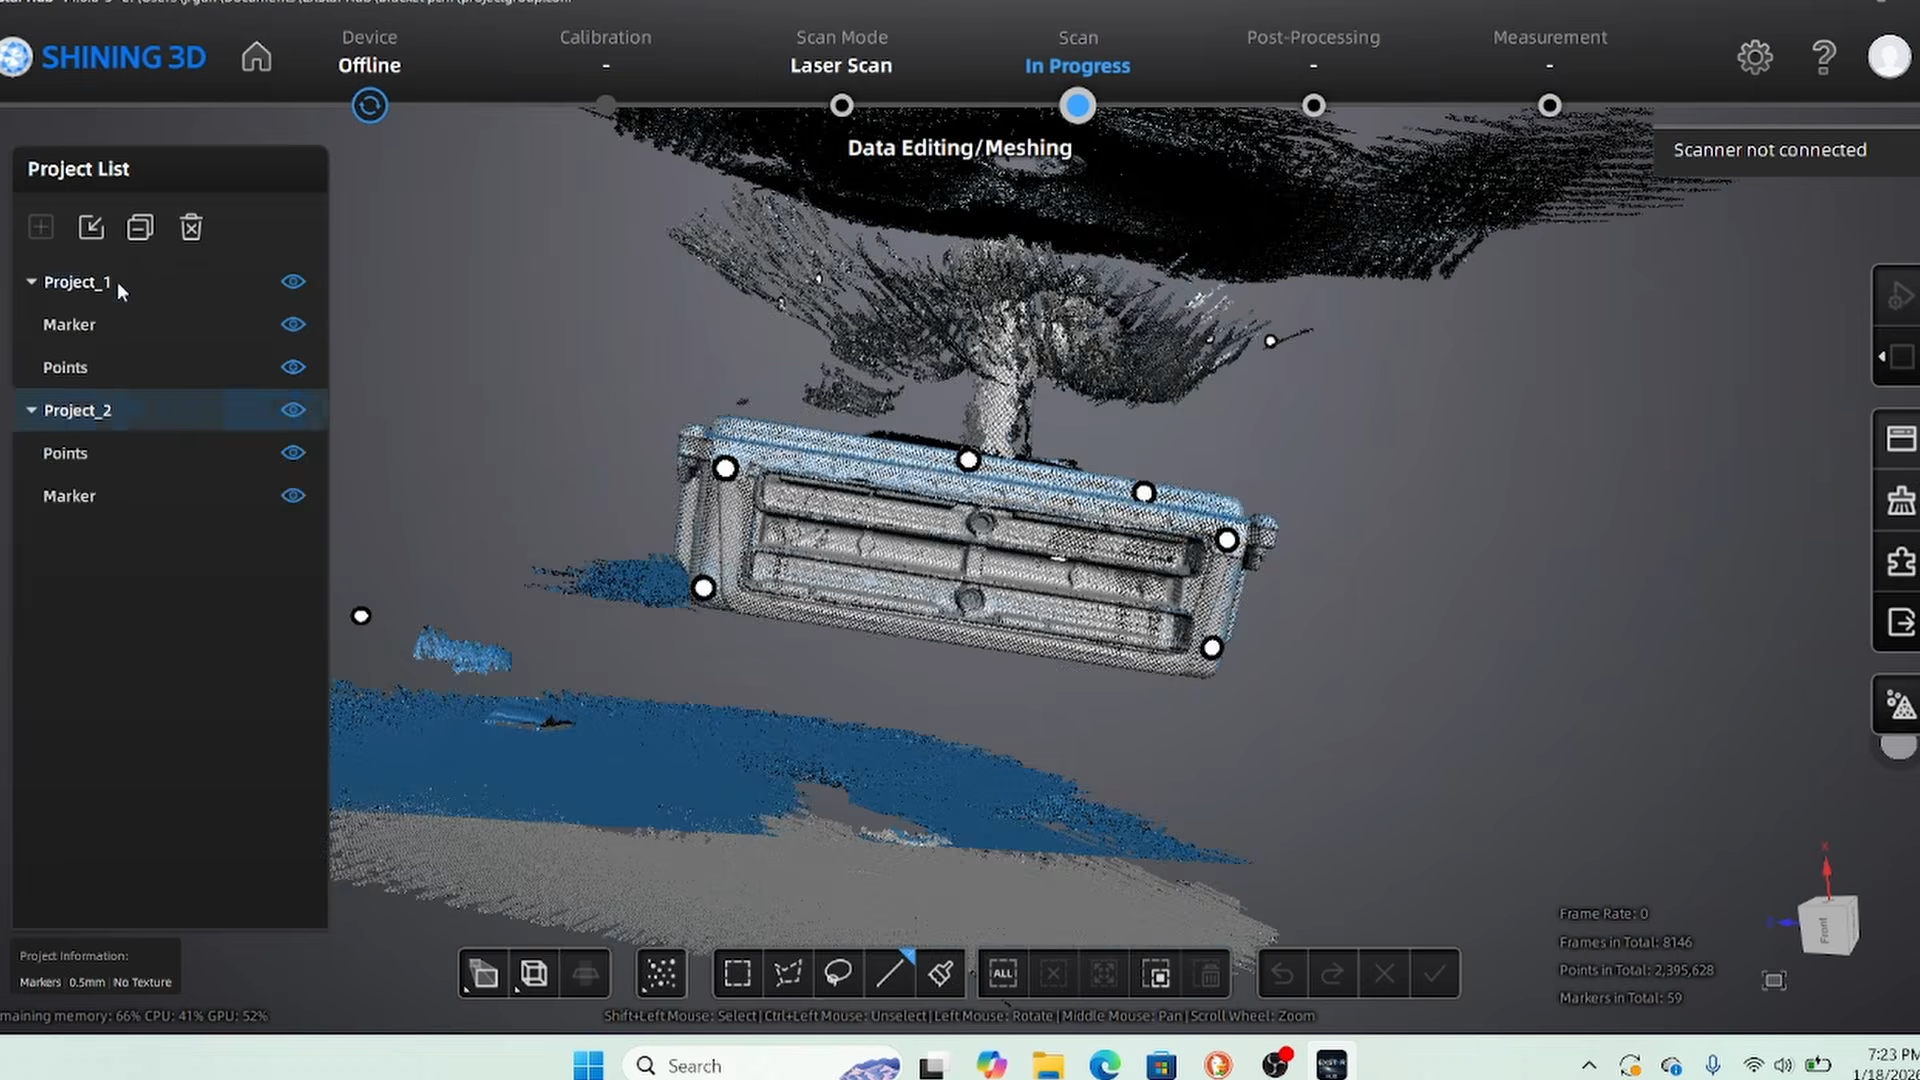 SHINING 3D
Device
Offline
Calibration
-
Scan Mode
Laser Scan
Scan
In Progress
Post-Processing
-
Measurement
-
Data Editing/Meshing
Scanner not connected
Project List
Project_1
Marker
Points
Project_2
Points
Marker
Front
Frame Rate: 0
Frames in Total: 8146
Points in Total: 2,395,628
Markers in Total: 59
Project Information:
Markers | 0.5mm | No Texture
ALL
maining memory: 66% CPU: 41% GPU: 52%
Shift+Left Mouse: Select | Ctrl+Left Mouse: Unselect | Left Mouse: Rotate | Middle Mouse: Pan | Scroll Wheel: Zoom
Search
7:23 PM
1/18/202